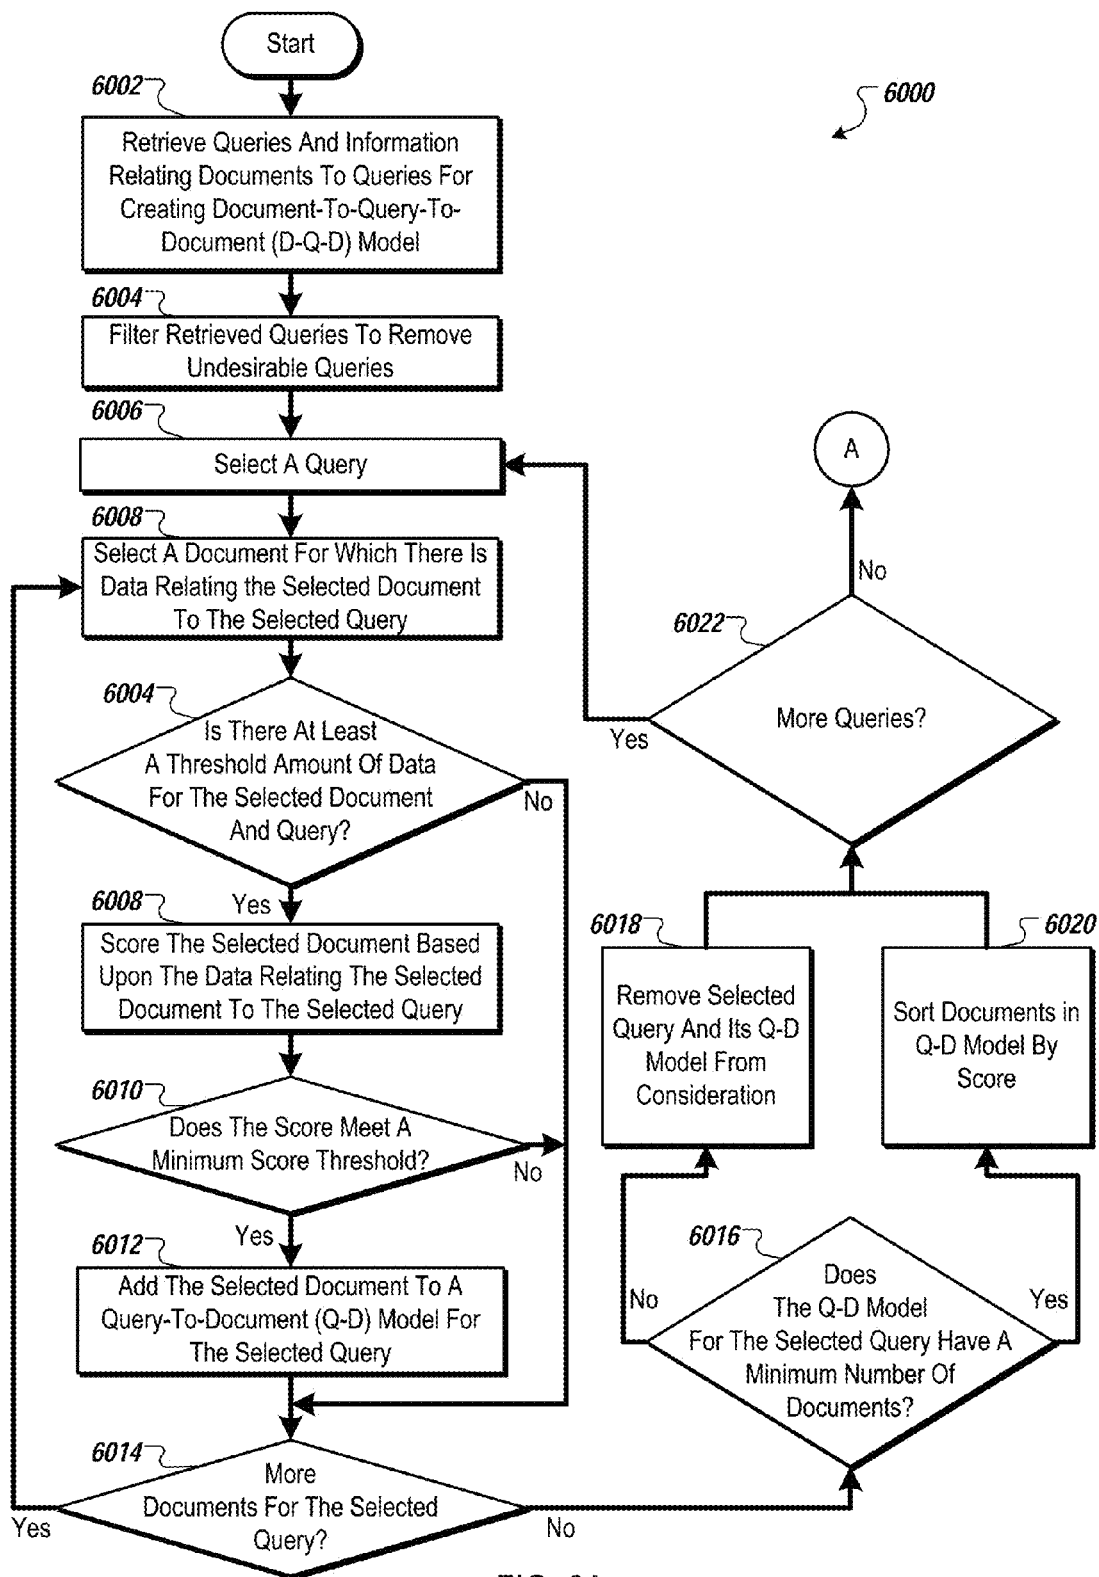 Start
6000
6002
Retrieve Queries And Information
Relating Documents To Queries For
Creating Document-To-Query-To-
Document (D-Q-D) Model
6004
Filter Retrieved Queries To Remove
Undesirable Queries
6006
Select A Query
6008
Select A Document For Which There Is
Data Relating the Selected Document
To The Selected Query
6004
Is There At Least
A Threshold Amount Of Data
For The Selected Document
And Query?
No
Yes
6008
Score The Selected Document Based
Upon The Data Relating The Selected
Document To The Selected Query
6010
Does The Score Meet A
Minimum Score Threshold?
No
Yes
6012
Add The Selected Document To A
Query-To-Document (Q-D) Model For
The Selected Query
6014
More
Documents For The Selected
Query?
Yes
No
6016
Does
The Q-D Model
For The Selected Query Have A
Minimum Number Of
Documents?
No
Yes
6018
Remove Selected
Query And Its Q-D
Model From
Consideration
6020
Sort Documents in
Q-D Model By
Score
6022
More Queries?
Yes
No
A